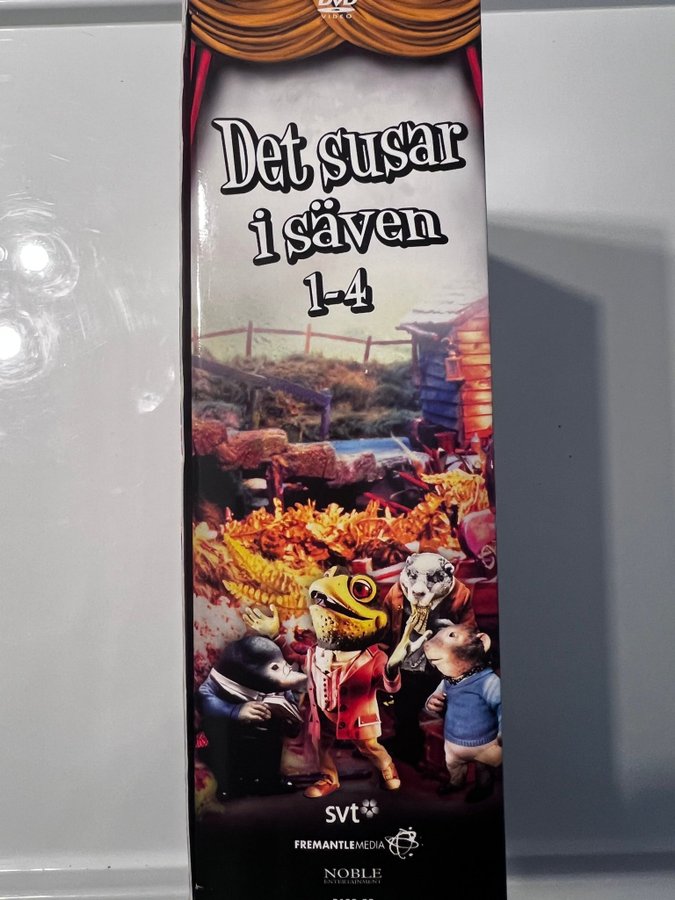 DVD
VIDEO
Det susar
i säven
1-4
svt
FREMANTLEMEDIA
NOBLE
ENTERTAINMENT